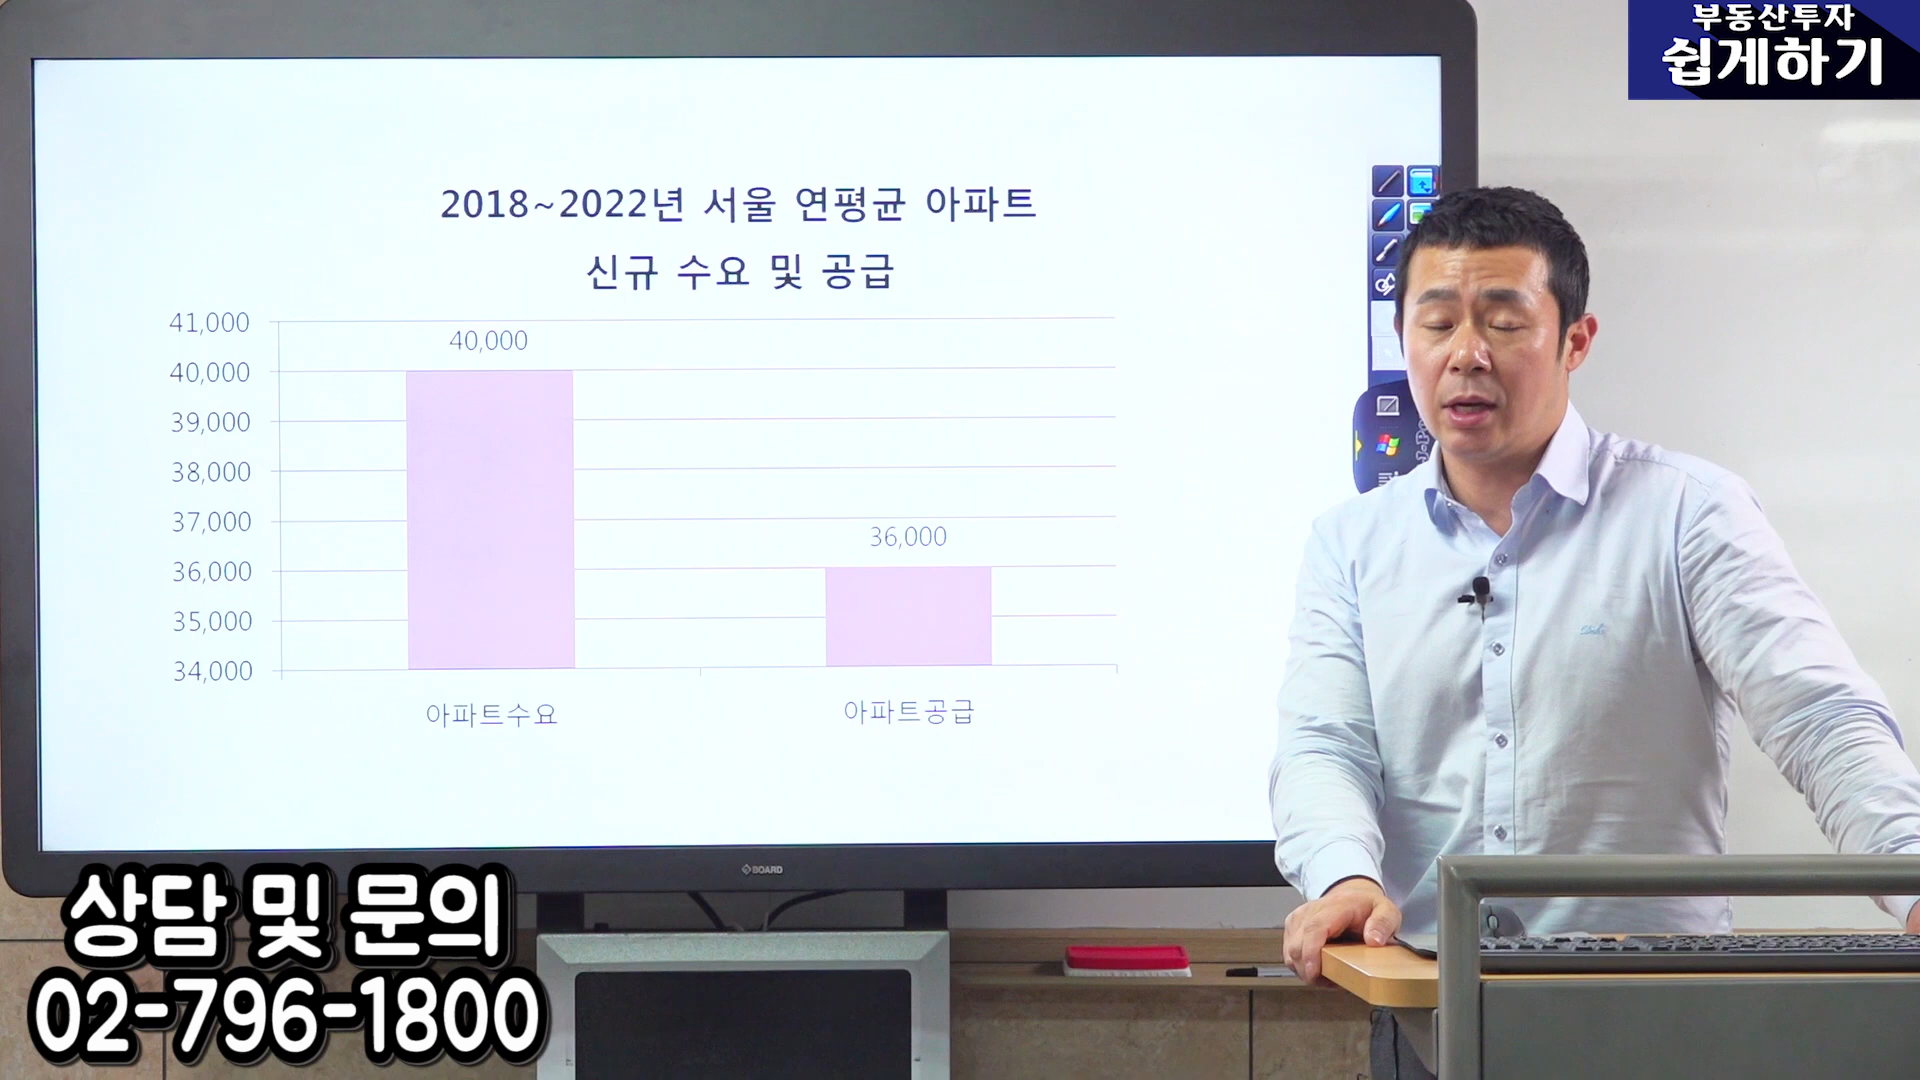 부동산투자
쉽게하기
2018~2022년 서울 연평균 아파트
신규 수요 및 공급
41,000
40,000
39,000
38,000
37,000
36,000
35,000
34,000
40,000
36,000
아파트수요
아파트공급
BOARD
상담 및 문의
02-796-1800